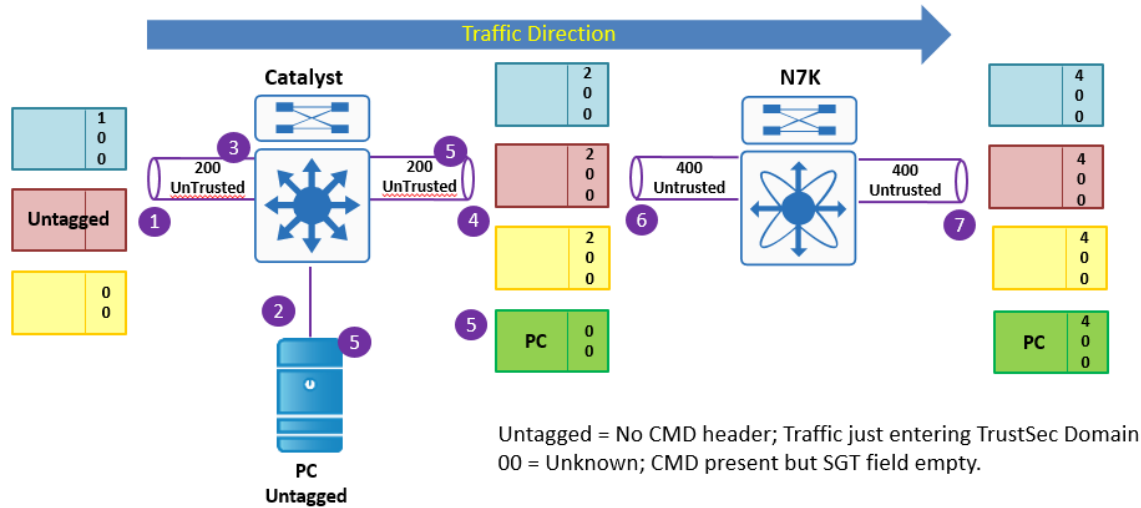 Traffic Direction
Catalyst
N7K
1
0
0
Untagged
0
0
1
200
UnTrusted
3
2
5
PC
Untagged
200
UnTrusted
5
4
2
0
0
2
0
0
2
0
0
5
PC
0
0
400
Untrusted
6
400
Untrusted
7
4
0
0
4
0
0
4
0
0
PC
4
0
0
Untagged = No CMD header; Traffic just entering TrustSec Domain
00 = Unknown; CMD present but SGT field empty.